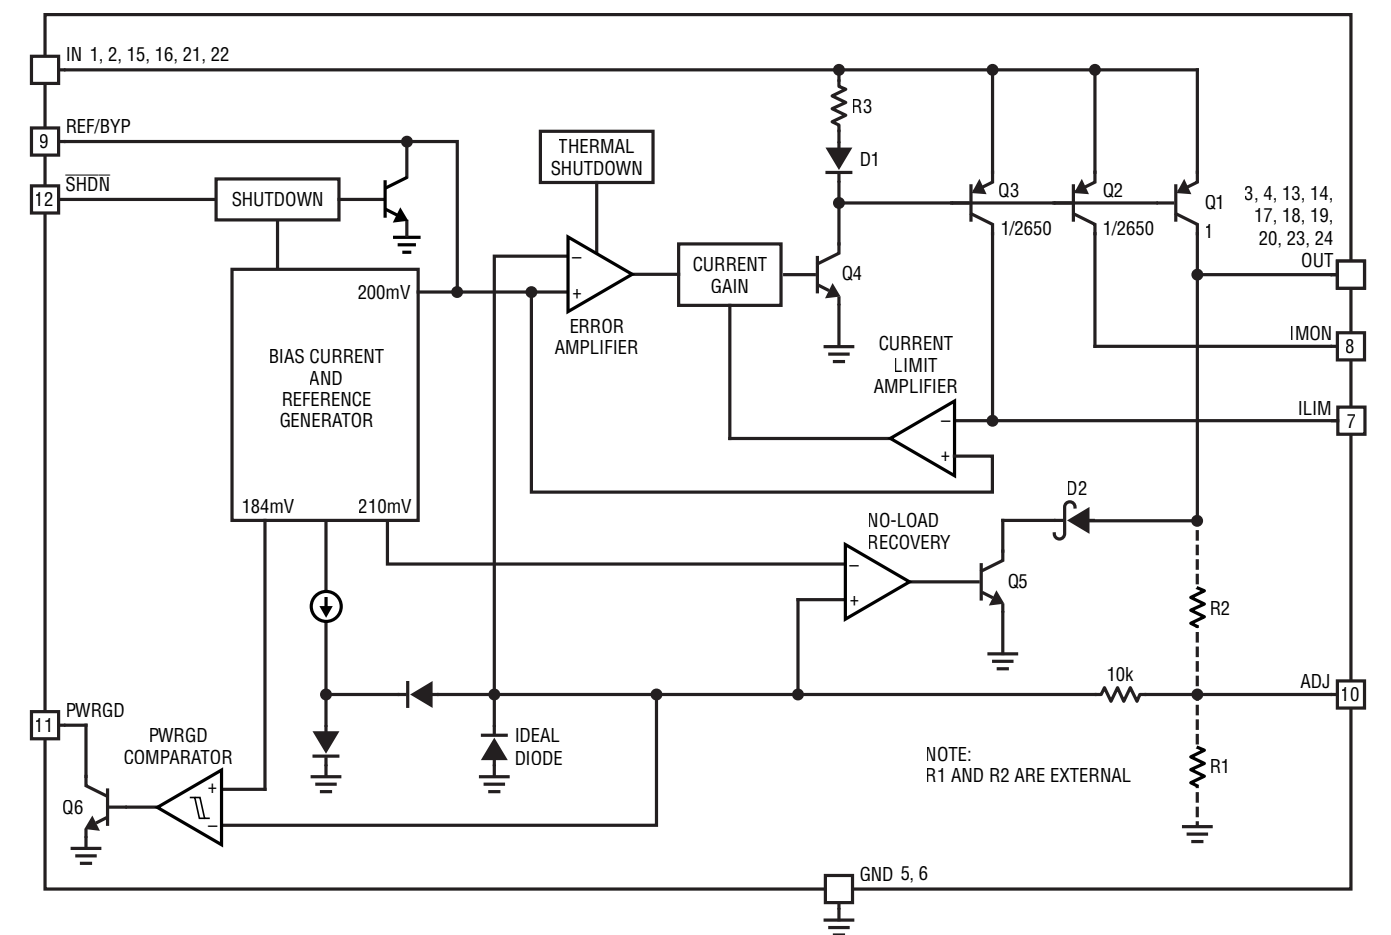 IN 1, 2, 15, 16, 21, 22
R3
9
REF/BYP
THERMAL
SHUTDOWN
D1
12
SHDN
SHUTDOWN
Q3
1/2650
Q2
1/2650
Q1
1
3, 4, 13, 14,
17, 18, 19,
20, 23, 24
OUT
200mV
–
+
ERROR
AMPLIFIER
CURRENT
GAIN
Q4
BIAS CURRENT
AND
REFERENCE
GENERATOR
CURRENT
LIMIT
AMPLIFIER
IMON
8
–
+
ILIM
7
184mV
210mV
D2
NO-LOAD
RECOVERY
–
+
Q5
R2
10k
ADJ
10
11
PWRGD
PWRGD
COMPARATOR
IDEAL
DIODE
NOTE:
R1 AND R2 ARE EXTERNAL
R1
Q6
+
–
GND 5, 6